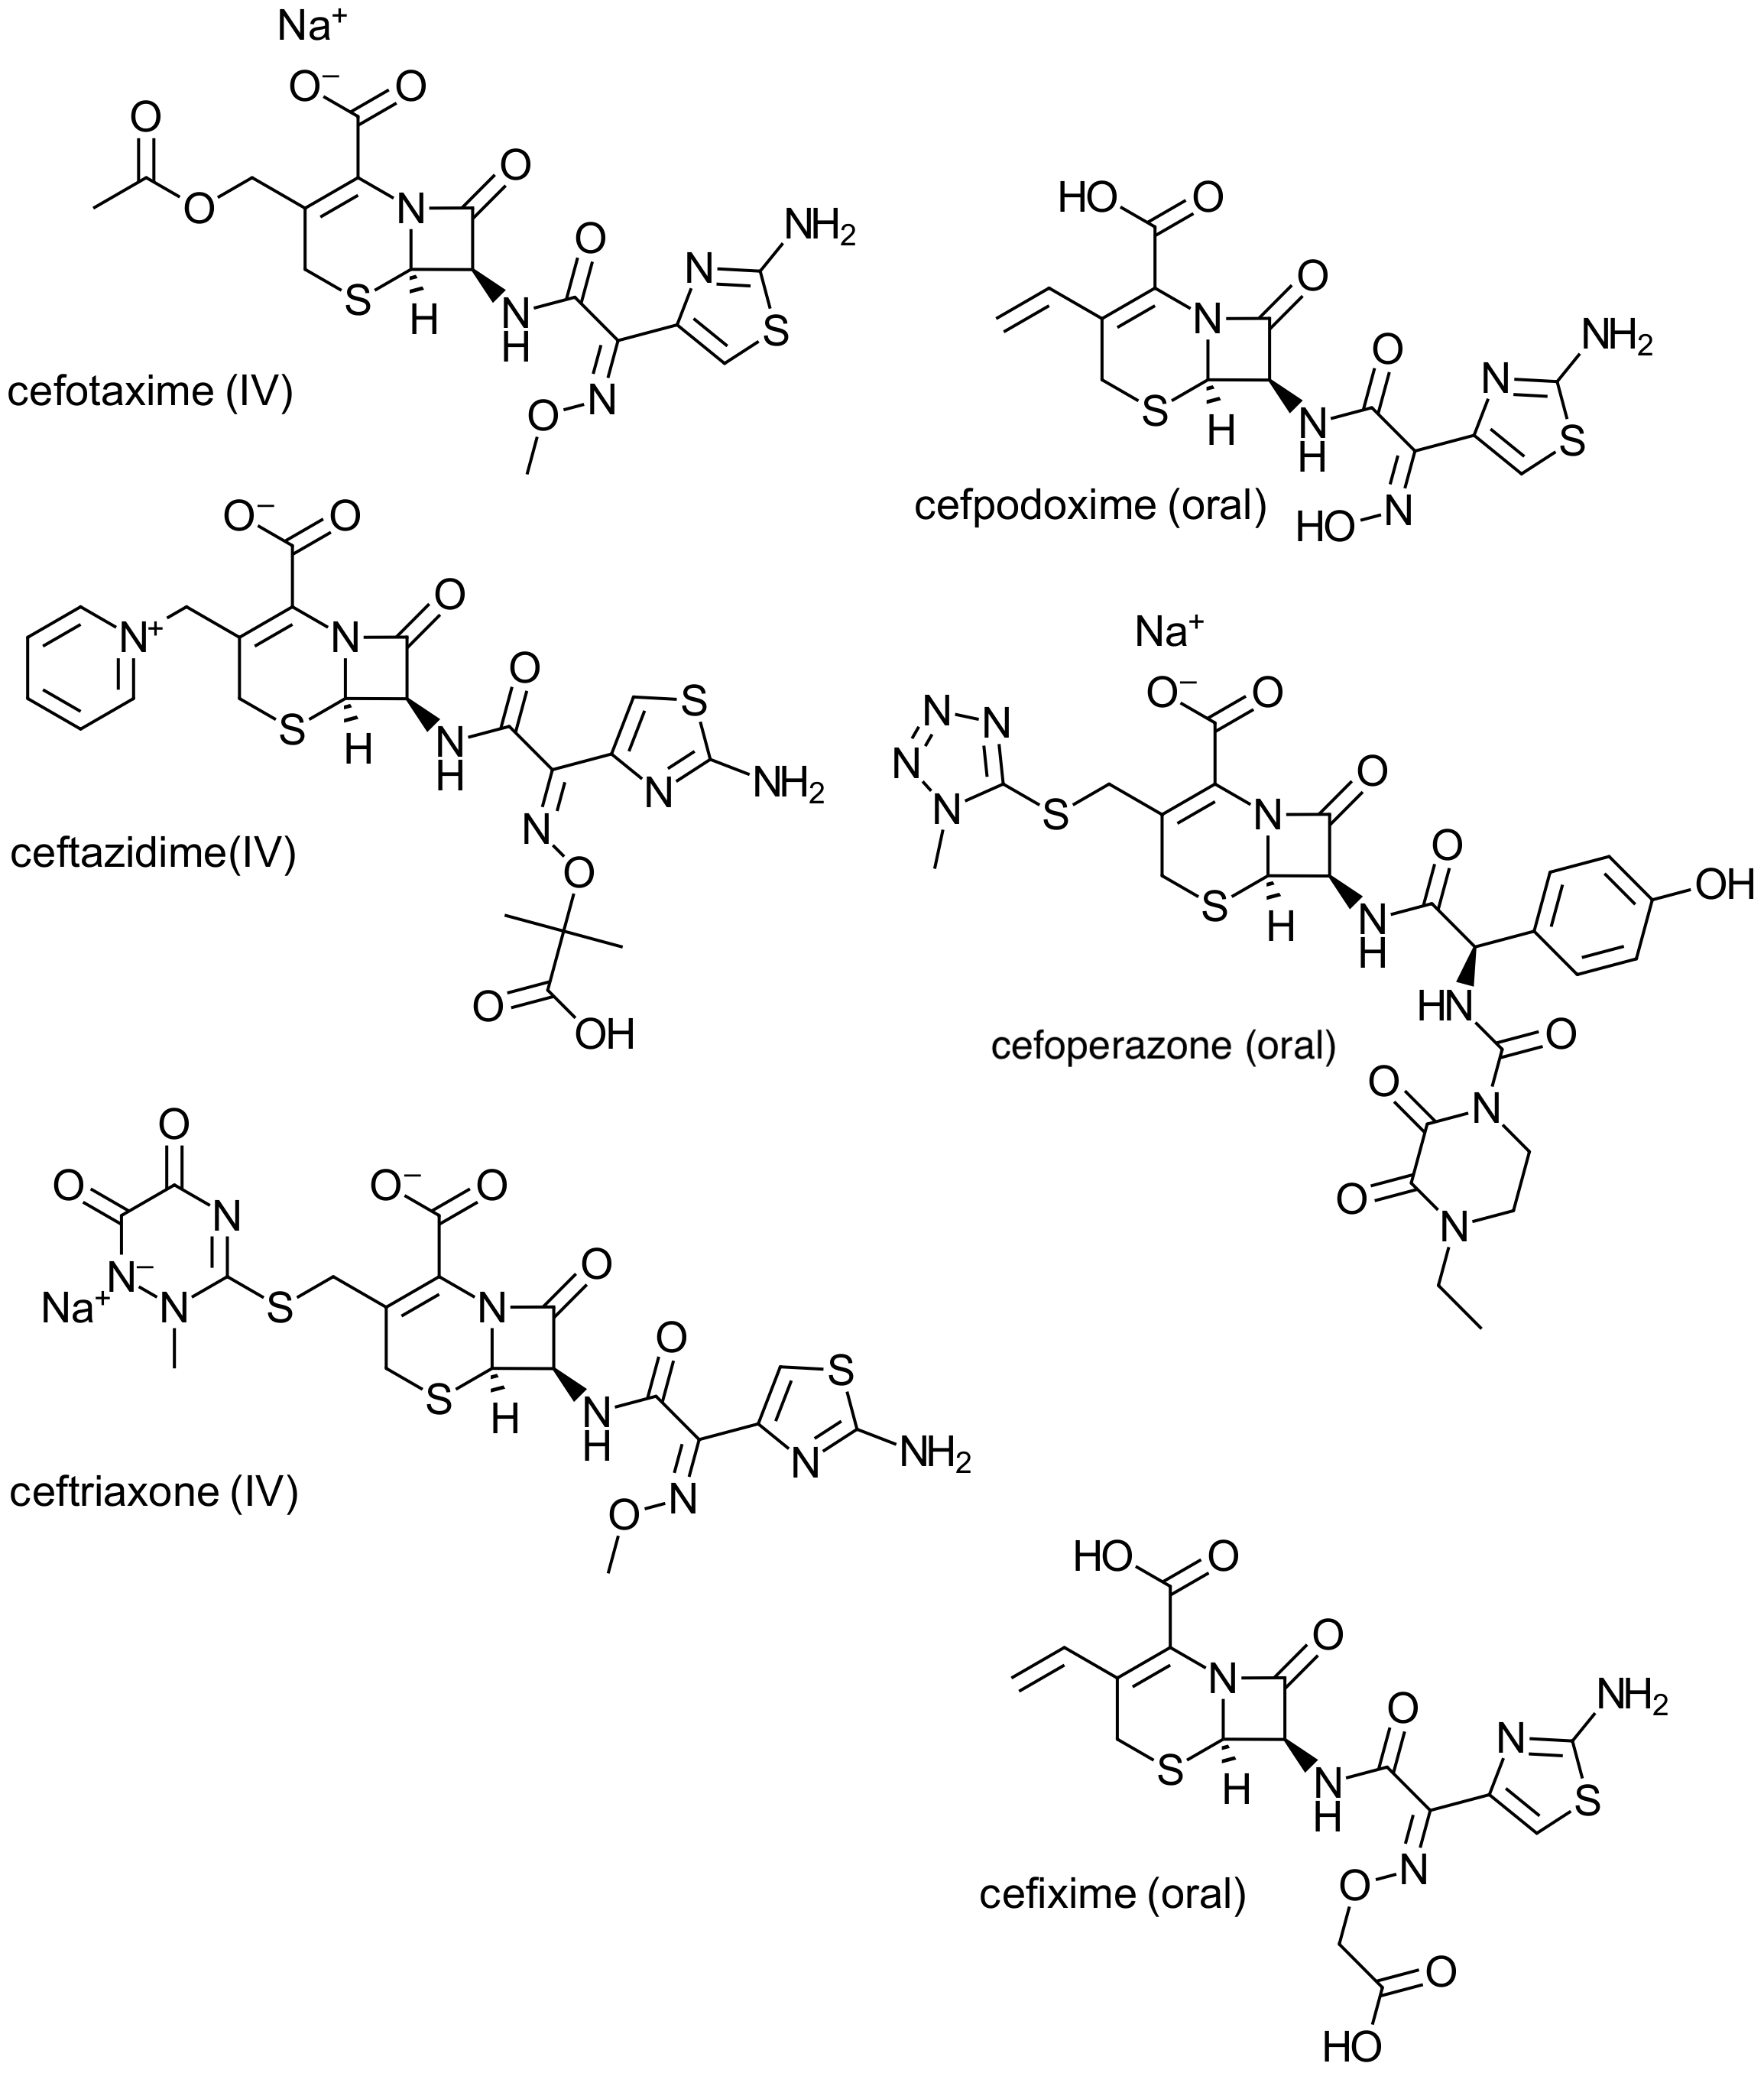 Na⁺
O⁻ O
O
O
N O
S H
N
H
O
N NH₂
S
O N
cefotaxime (IV)
HO O
N O
S H
N
H
O
N NH₂
S
HO N
cefpodoxime (oral)
O⁻ O
N⁺
N O
S H
N
H
O
S
N NH₂
N
O
O
OH
ceftazidime(IV)
Na⁺
O⁻ O
N N
N
N
S
N O
S H
N
H
O
OH
HN
O
O
N
O
N
cefoperazone (oral)
O
O
N
N⁻
Na⁺
N
S
O⁻ O
N O
S H
N
H
O
S
N NH₂
O N
ceftriaxone (IV)
HO O
N O
S H
N
H
O
N NH₂
S
O N
O
HO
cefixime (oral)